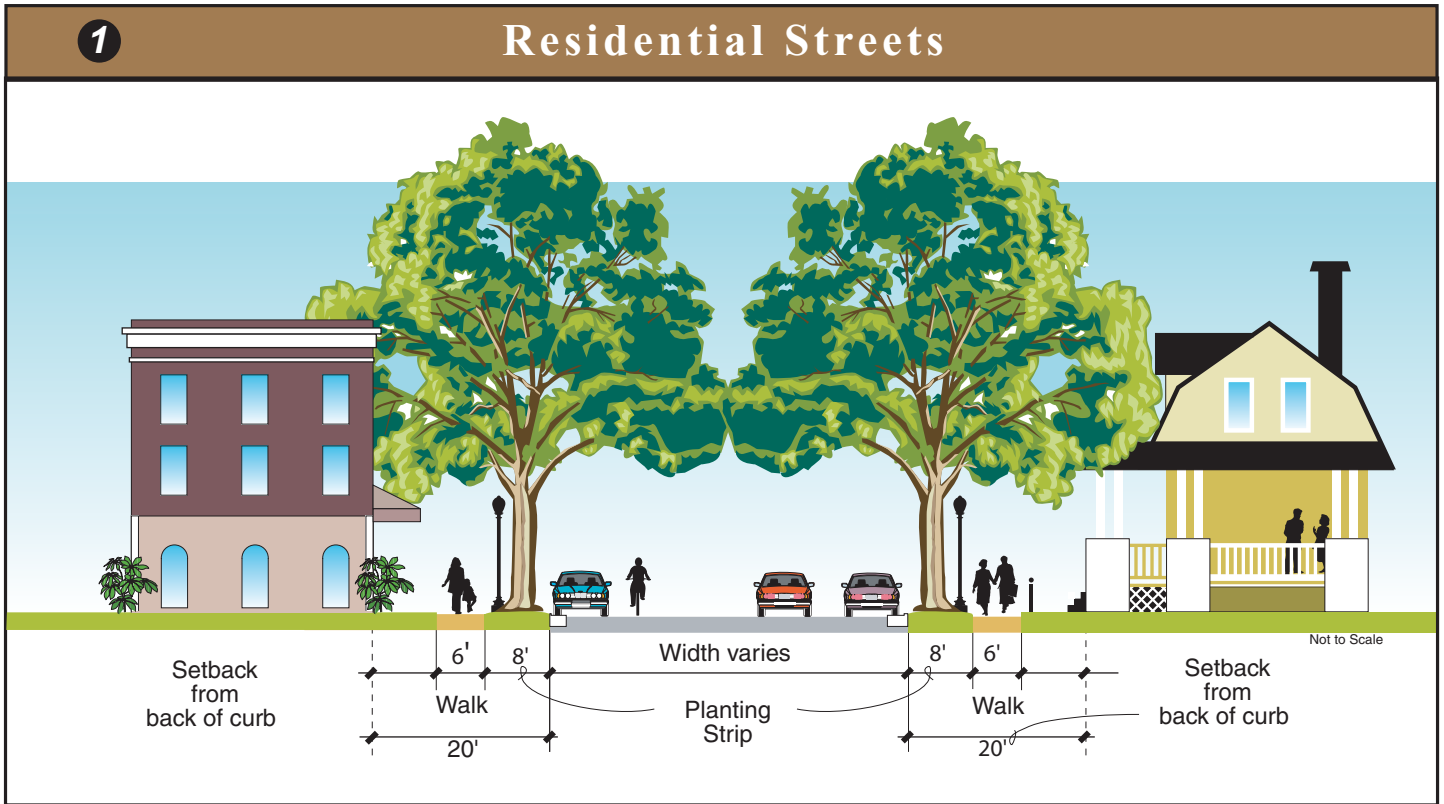 1
Residential Streets
Not to Scale
6' 8' Width varies 8' 6'
Setback
from
back of curb
Walk
Planting
Strip
Walk
Setback
from
back of curb
20'
20'